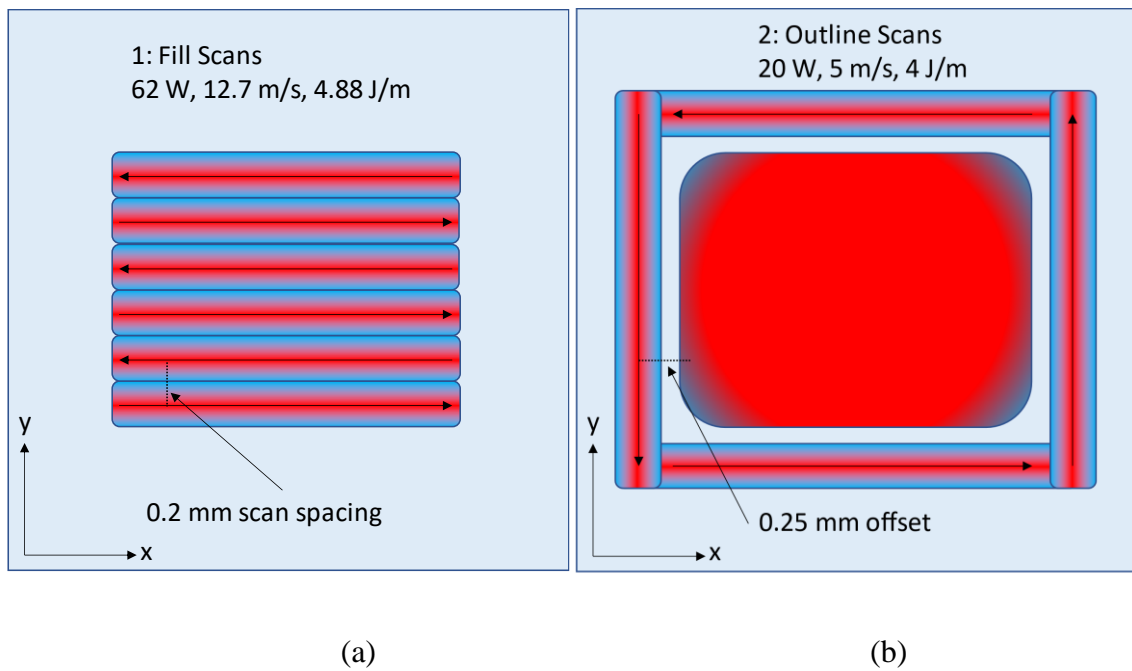 1: Fill Scans
62 W, 12.7 m/s, 4.88 J/m
y
0.2 mm scan spacing
x
2: Outline Scans
20 W, 5 m/s, 4 J/m
y
0.25 mm offset
x
(a)
(b)